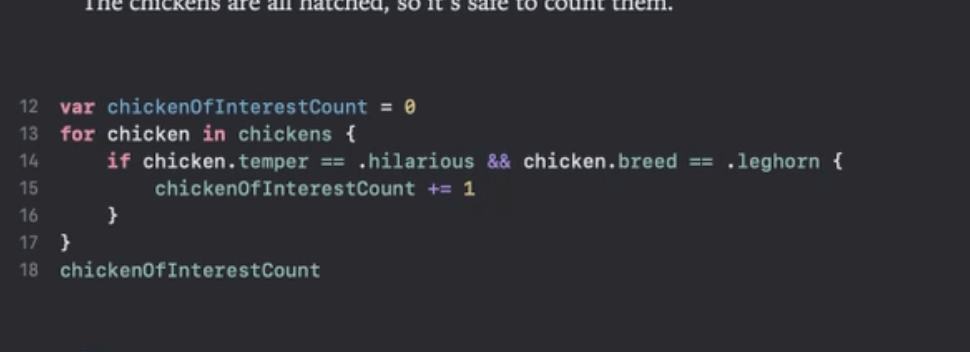 The chickens are all hatched, so it's safe to count them.
12 var chickenOfInterestCount = 0
13 for chicken in chickens {
14     if chicken.temper == .hilarious && chicken.breed == .leghorn {
15         chickenOfInterestCount += 1
16     }
17 }
18 chickenOfInterestCount